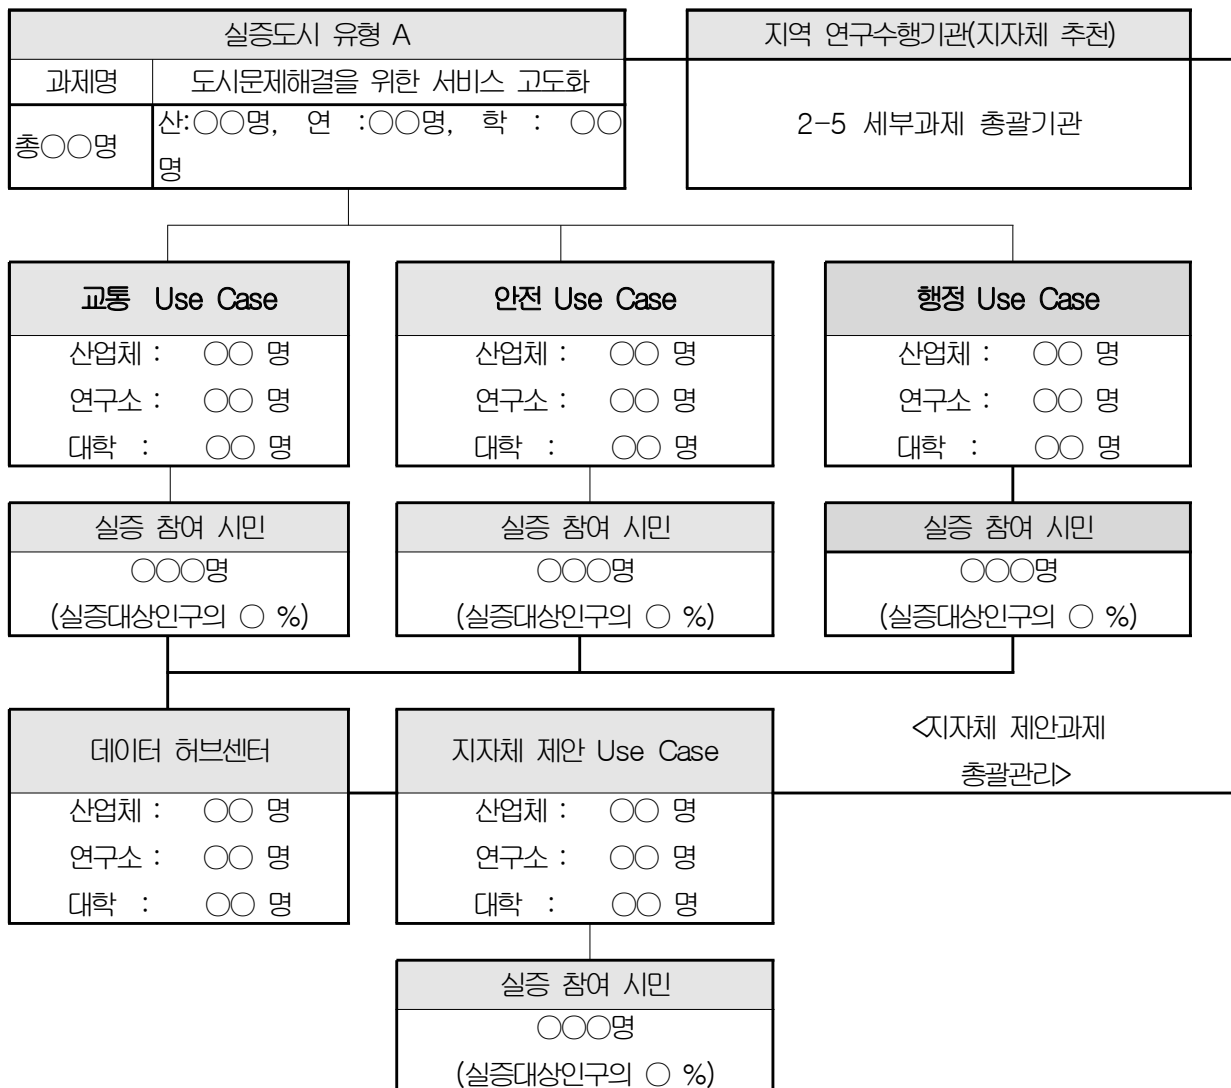 실증도시 유형 A
과제명 도시문제해결을 위한 서비스 고도화
총○○명 산:○○명, 연 :○○명, 학 : ○○
명
지역 연구수행기관(지자체 추천)
2-5 세부과제 총괄기관
교통 Use Case
산업체 : ○○ 명
연구소 : ○○ 명
대학 : ○○ 명
안전 Use Case
산업체 : ○○ 명
연구소 : ○○ 명
대학 : ○○ 명
행정 Use Case
산업체 : ○○ 명
연구소 : ○○ 명
대학 : ○○ 명
실증 참여 시민
○○○명
(실증대상인구의 ○ %)
실증 참여 시민
○○○명
(실증대상인구의 ○ %)
실증 참여 시민
○○○명
(실증대상인구의 ○ %)
데이터 허브센터
산업체 : ○○ 명
연구소 : ○○ 명
대학 : ○○ 명
지자체 제안 Use Case
산업체 : ○○ 명
연구소 : ○○ 명
대학 : ○○ 명
<지자체 제안과제
총괄관리>
실증 참여 시민
○○○명
(실증대상인구의 ○ %)